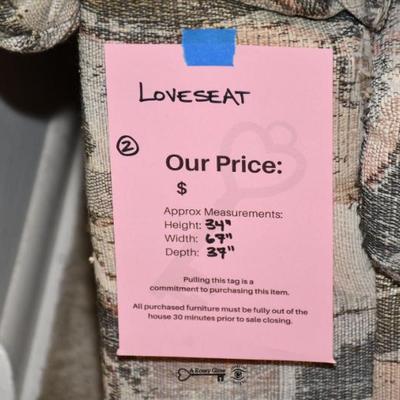 LOVESEAT
②
Our Price:
$
Approx Measurements:
Height: 34"
Width: 67"
Depth: 37"
Pulling this tag is a
commitment to purchasing this item.
All purchased furniture must be fully out of the
house 30 minutes prior to sale closing.